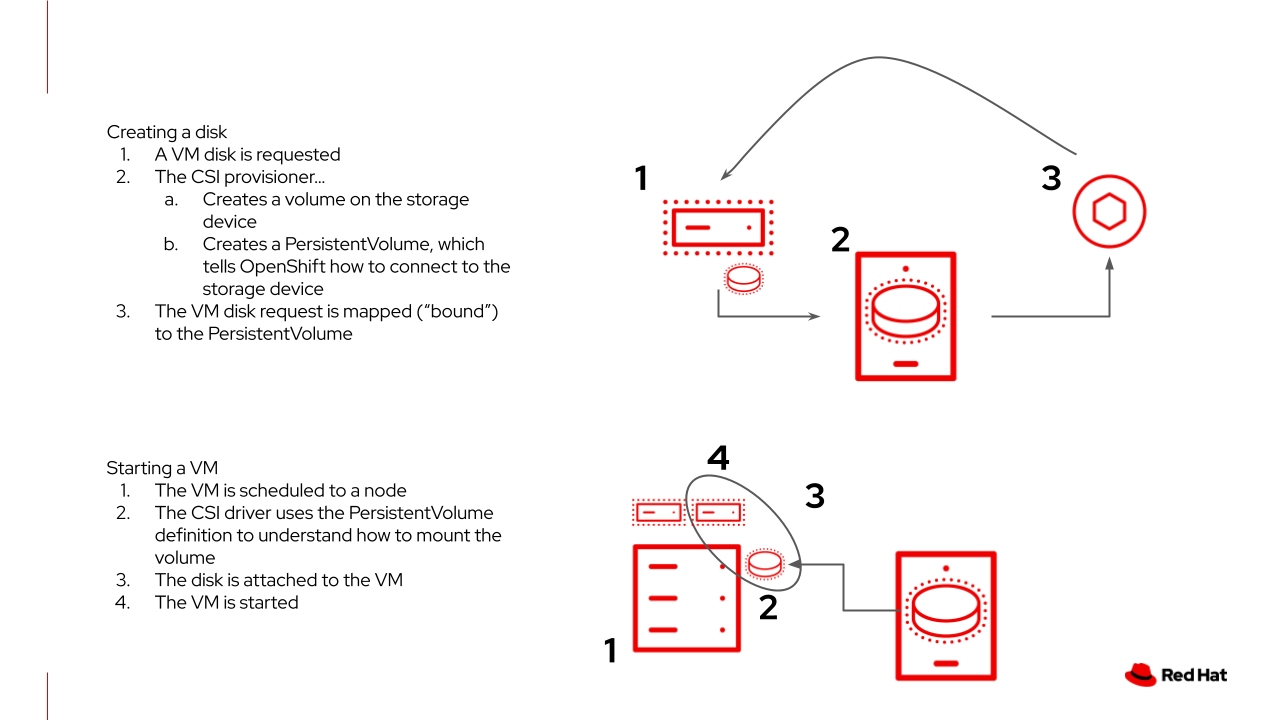 Creating a disk
1. A VM disk is requested
2. The CSI provisioner...
a. Creates a volume on the storage
device
b. Creates a PersistentVolume, which
tells OpenShift how to connect to the
storage device
3. The VM disk request is mapped (“bound”)
to the PersistentVolume
1
2
3
Starting a VM
1. The VM is scheduled to a node
2. The CSI driver uses the PersistentVolume
definition to understand how to mount the
volume
3. The disk is attached to the VM
4. The VM is started
4
3
2
1
Red Hat